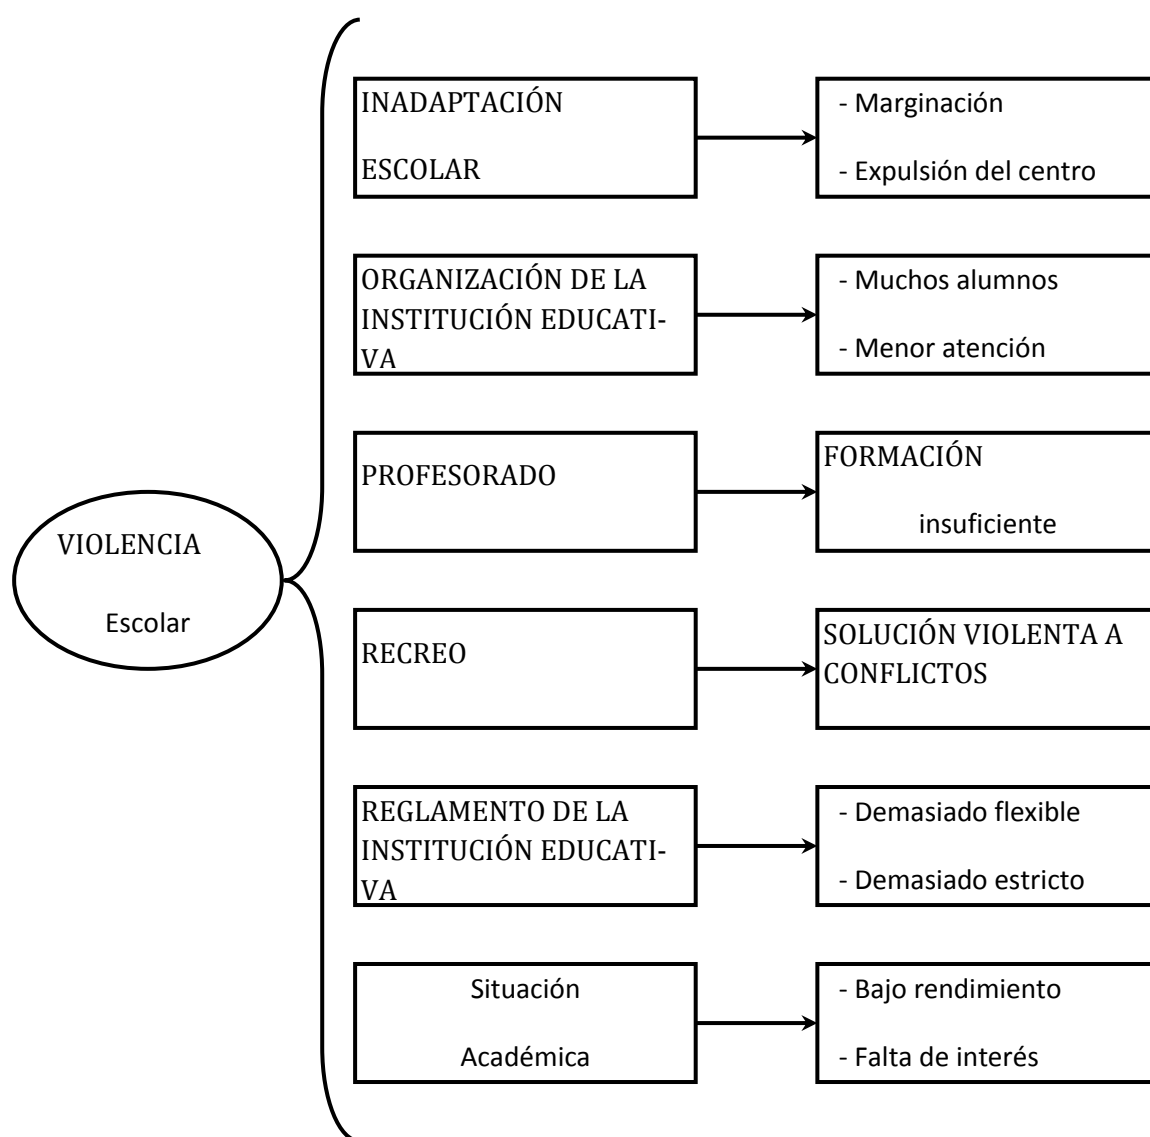 VIOLENCIA
Escolar
INADAPTACIÓN
ESCOLAR
- Marginación
- Expulsión del centro
ORGANIZACIÓN DE LA
INSTITUCIÓN EDUCATI-
VA
- Muchos alumnos
- Menor atención
PROFESORADO
FORMACIÓN
insuficiente
RECREO
SOLUCIÓN VIOLENTA A
CONFLICTOS
REGLAMENTO DE LA
INSTITUCIÓN EDUCATI-
VA
- Demasiado flexible
- Demasiado estricto
Situación
Académica
- Bajo rendimiento
- Falta de interés